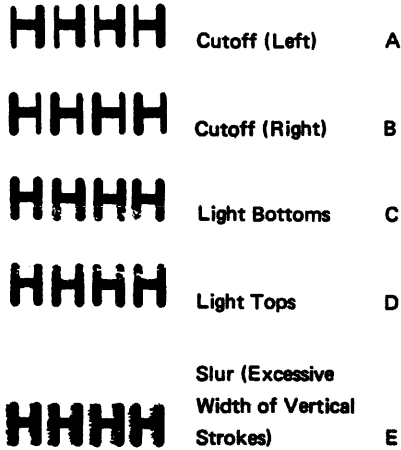 HHHH Cutoff (Left) A
HHHH Cutoff (Right) B
HHHH Light Bottoms C
HHHH Light Tops D
Slur (Excessive
Width of Vertical
HHHH Strokes) E